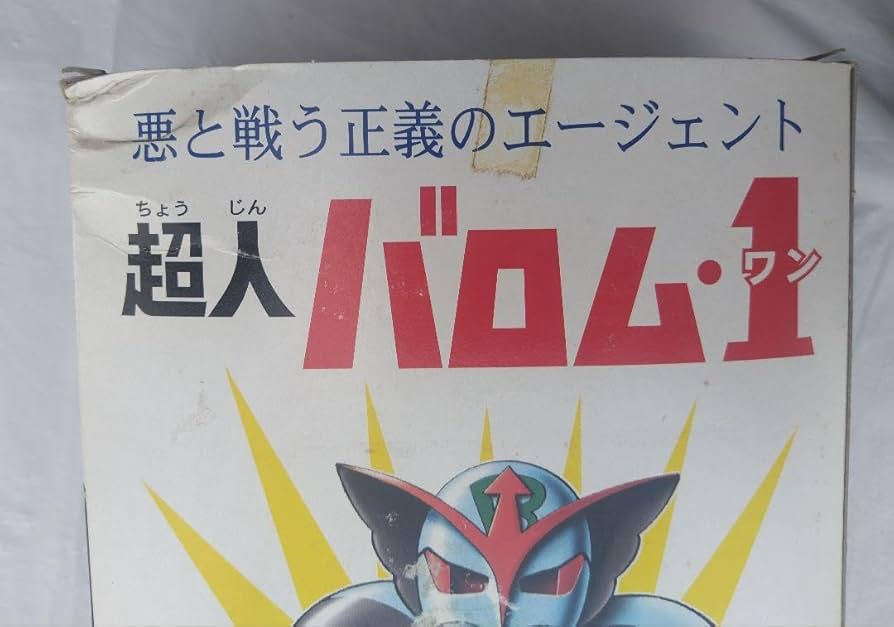 悪と戦う正義のエージェント
ちょう じん
超人バロム・1
ワン
B